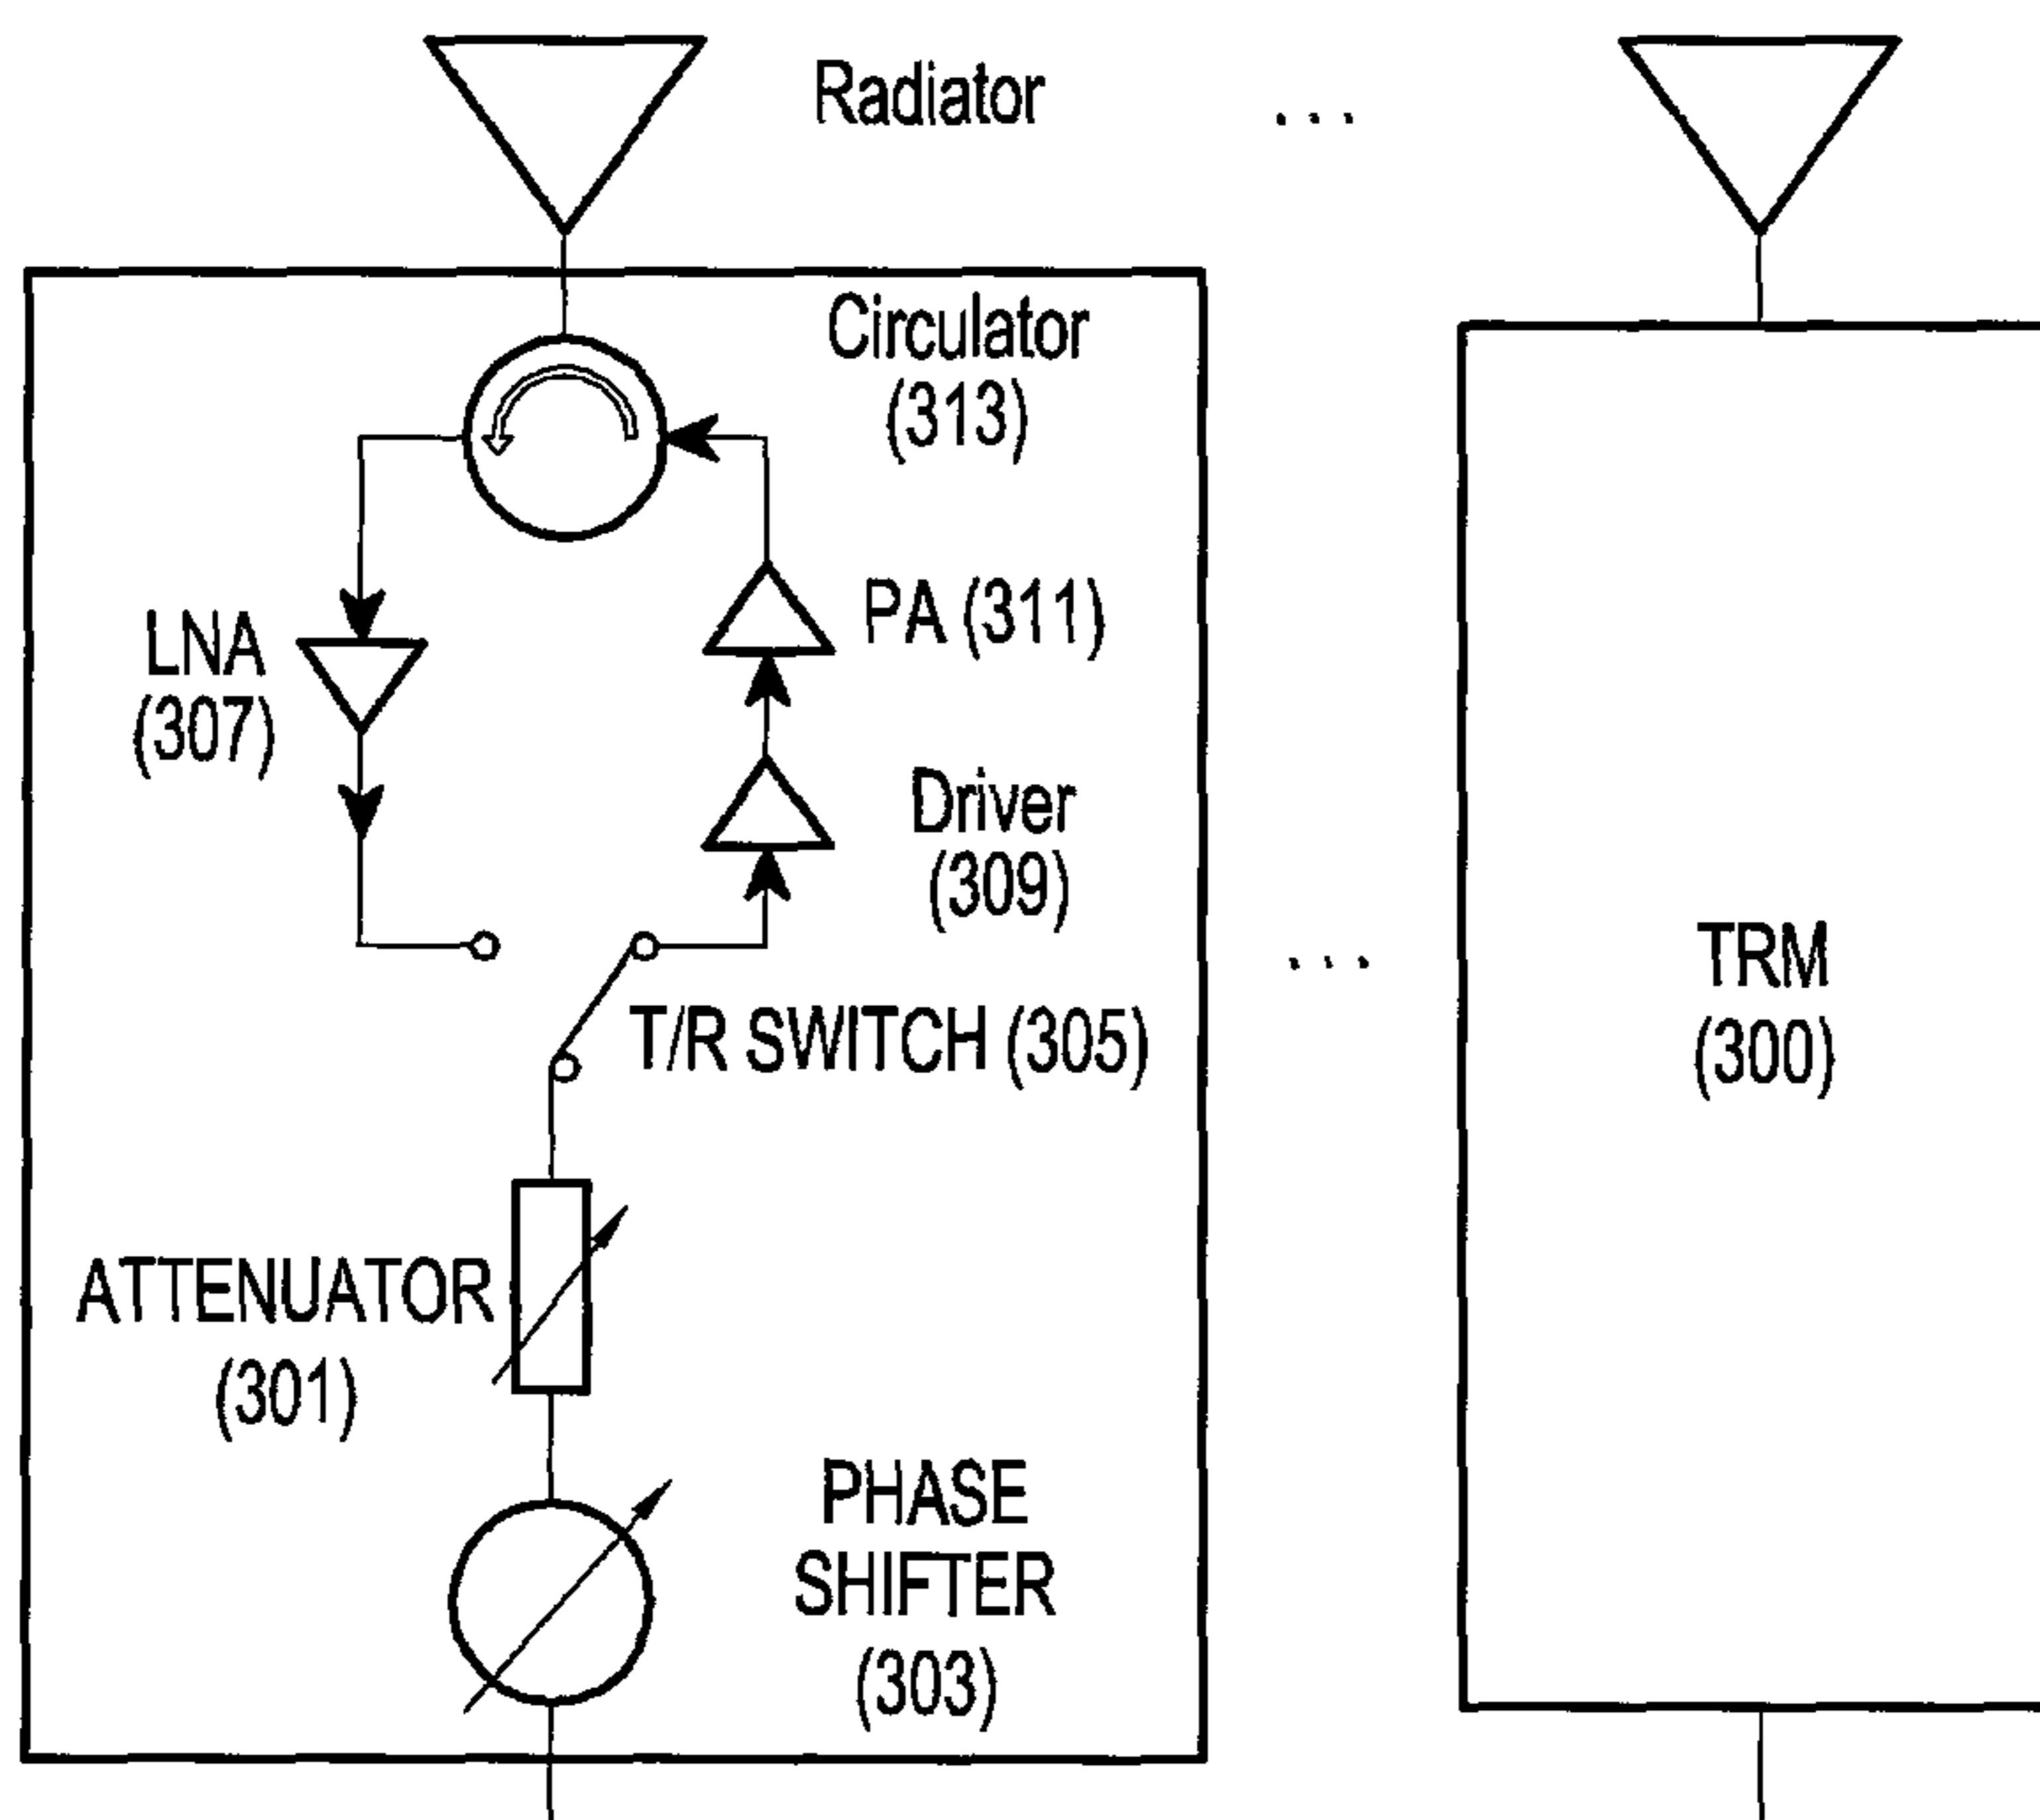 Radiator
...
Circulator
(313)
PA (311)
LNA
(307)
Driver
(309)
...
T/R SWITCH (305)
TRM
(300)
ATTENUATOR
(301)
PHASE
SHIFTER
(303)